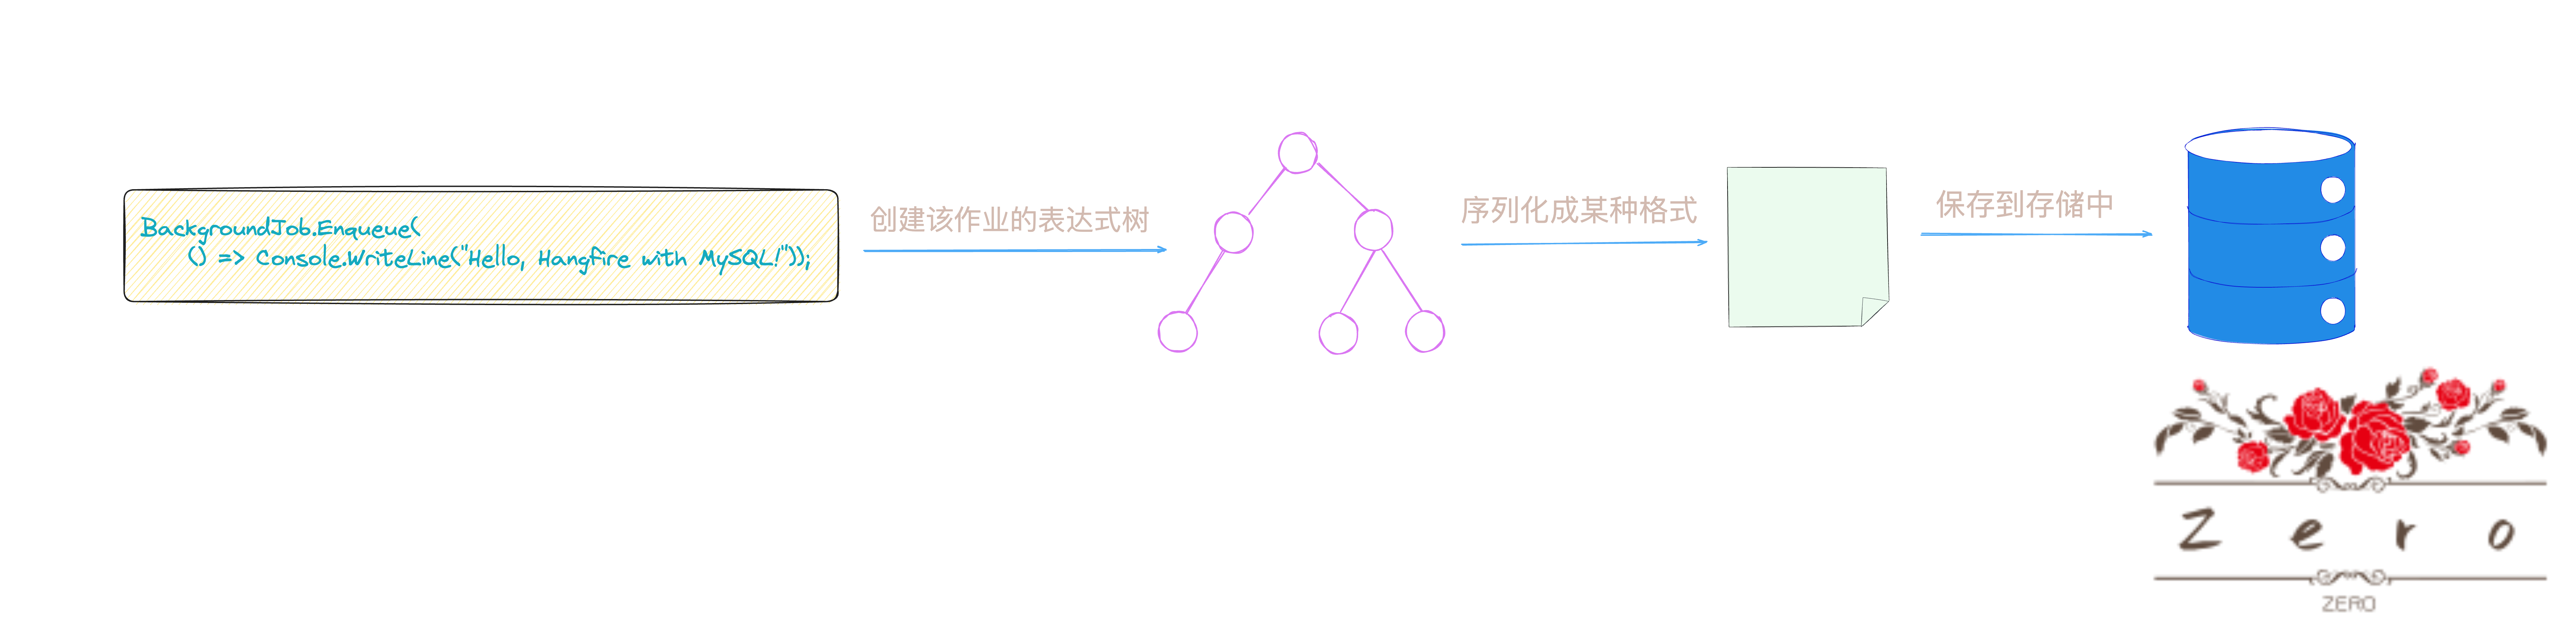 BackgroundJob.Enqueue(
() => Console.WriteLine("Hello, Hangfire with MySQL!"));
创建该作业的表达式树
序列化成某种格式
保存到存储中
Zero
ZERO